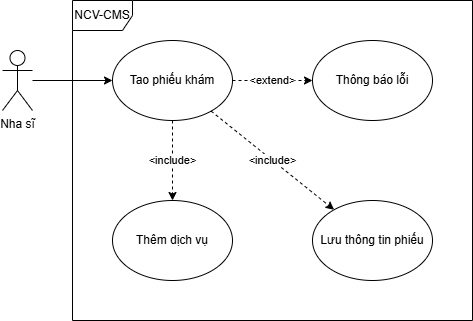 NCV-CMS
Tao phiếu khám
<extend>
Thông báo lỗi
Nha sĩ
<include>
<include>
Thêm dịch vụ
Lưu thông tin phiếu